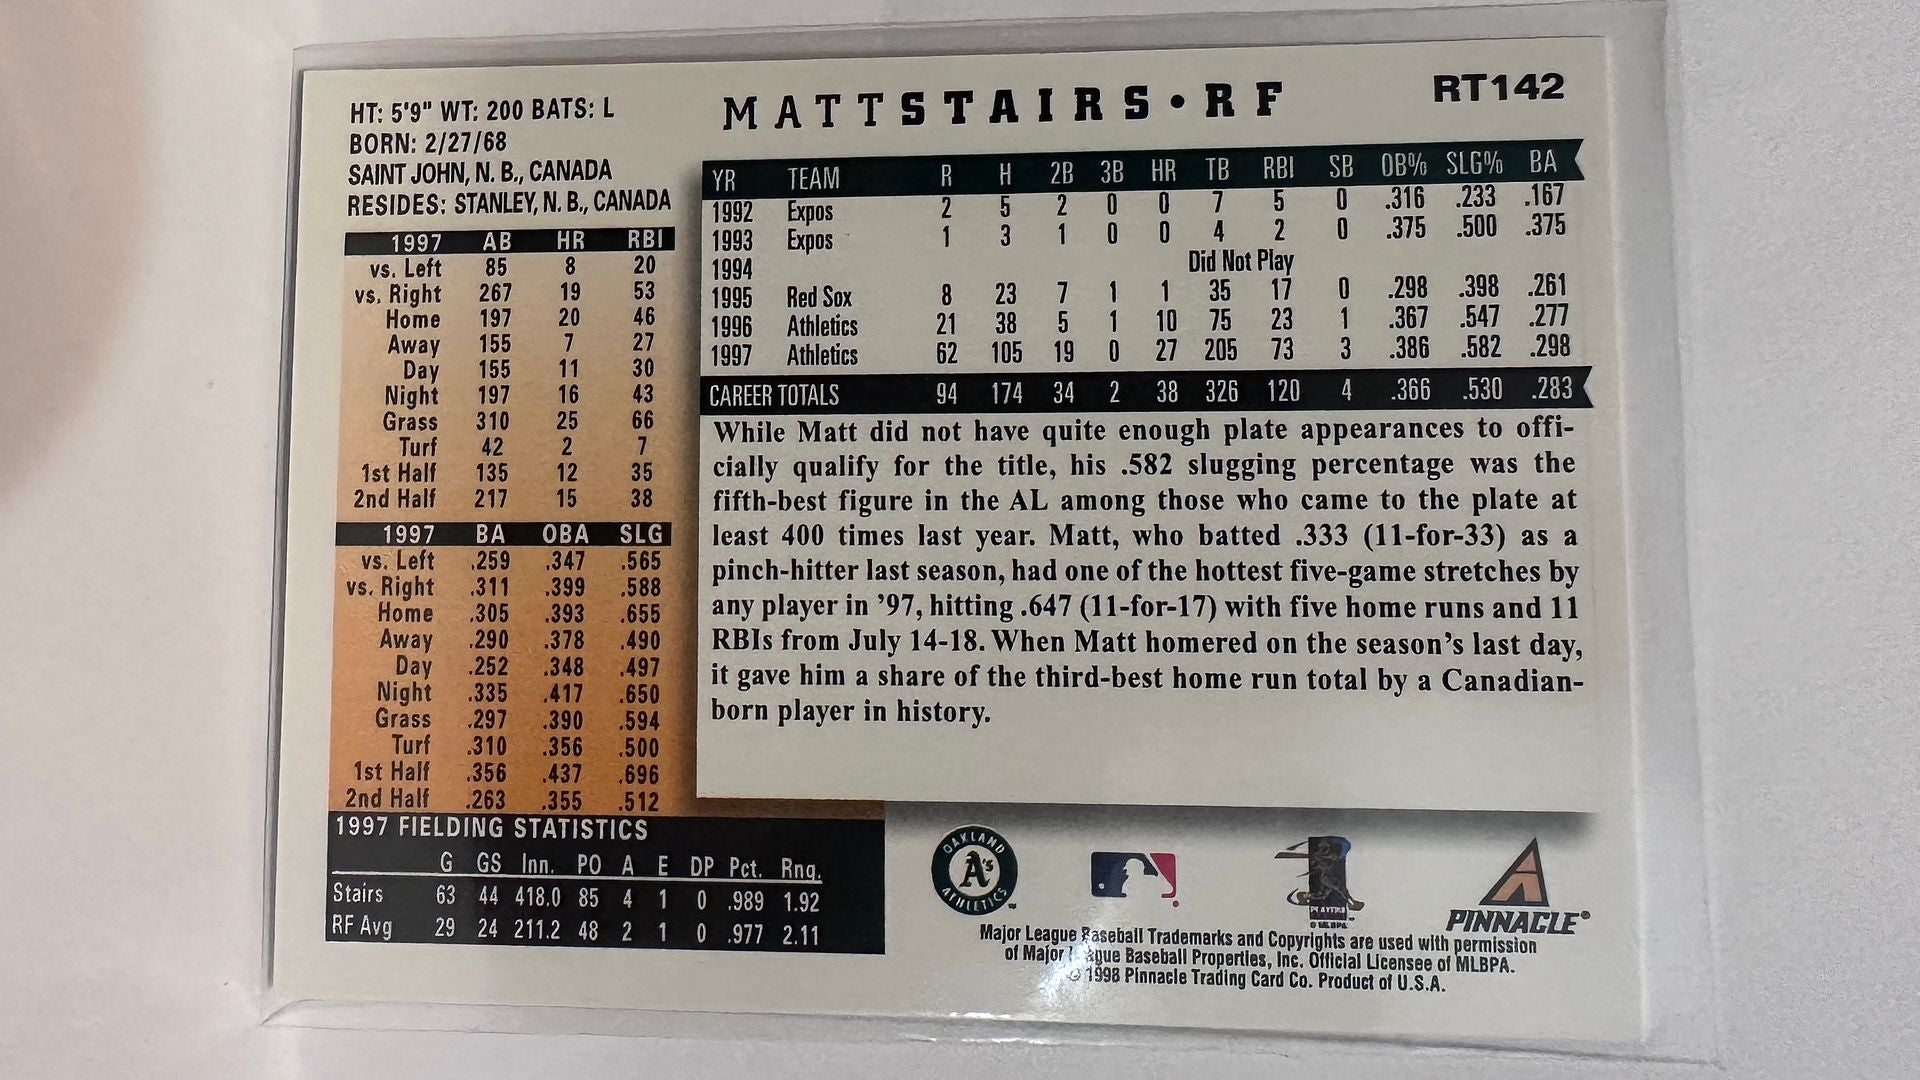 HT: 5'9" WT: 200 BATS: L
BORN: 2/27/68
SAINT JOHN, N. B., CANADA
RESIDES: STANLEY, N. B., CANADA
1997 AB HR RBI
vs. Left 85 8 20
vs. Right 267 19 53
Home 197 20 46
Away 155 7 27
Day 155 11 30
Night 197 16 43
Grass 310 25 66
Turf 42 2 7
1st Half 135 12 35
2nd Half 217 15 38
1997 BA OBA SLG
vs. Left .259 .347 .565
vs. Right .311 .399 .588
Home .305 .393 .655
Away .290 .378 .490
Day .252 .348 .497
Night .335 .417 .650
Grass .297 .390 .594
Turf .310 .356 .500
1st Half .356 .437 .696
2nd Half .263 .355 .512
1997 FIELDING STATISTICS
G GS Inn. PO A E DP Pct. Rng.
Stairs 63 44 418.0 85 4 1 0 .989 1.92
RF Avg 29 24 211.2 48 2 1 0 .977 2.11
MATT STAIRS • RF
RT142
YR TEAM R H 2B 3B HR TB RBI SB OB% SLG% BA
1992 Expos 2 5 2 0 0 7 5 0 .316 .233 .167
1993 Expos 1 3 1 0 0 4 2 0 .375 .500 .375
1994 Did Not Play
1995 Red Sox 8 23 7 1 1 35 17 0 .298 .398 .261
1996 Athletics 21 38 5 1 10 75 23 1 .367 .547 .277
1997 Athletics 62 105 19 0 27 205 73 3 .386 .582 .298
CAREER TOTALS 94 174 34 2 38 326 120 4 .366 .530 .283
While Matt did not have quite enough plate appearances to offi-
cially qualify for the title, his .582 slugging percentage was the
fifth-best figure in the AL among those who came to the plate at
least 400 times last year. Matt, who batted .333 (11-for-33) as a
pinch-hitter last season, had one of the hottest five-game stretches by
any player in '97, hitting .647 (11-for-17) with five home runs and 11
RBIs from July 14-18. When Matt homered on the season's last day,
it gave him a share of the third-best home run total by a Canadian-
born player in history.
OAKLAND
A's
ATHLETICS
TM
PLAYERS
© MLBPA
PINNACLE®
Major League Baseball Trademarks and Copyrights are used with permission
of Major League Baseball Properties, Inc. Official Licensee of MLBPA.
© 1998 Pinnacle Trading Card Co. Product of U.S.A.